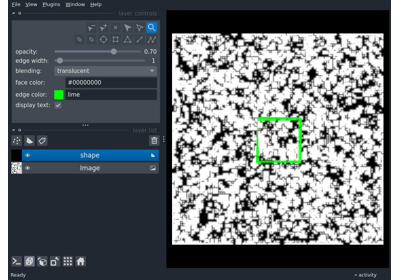 File View Plugins Window Help
layer controls
opacity: 0.70
edge width: 1
blending: translucent
face color: #00000000
edge color: lime
display text:
layer list
shape
Image
Ready
activity